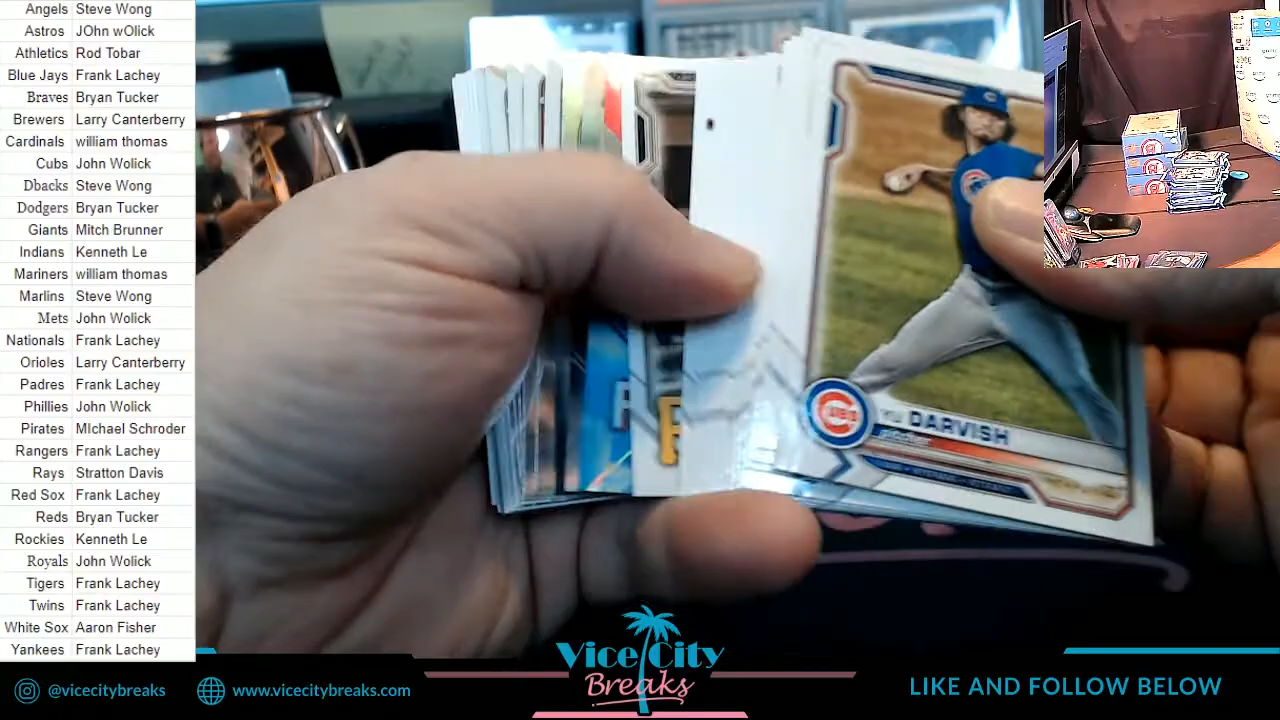 Angels Steve Wong
Astros JOhn wOlick
Athletics Rod Tobar
Blue Jays Frank Lachey
Braves Bryan Tucker
Brewers Larry Canterberry
Cardinals william thomas
Cubs John Wolick
Dbacks Steve Wong
Dodgers Bryan Tucker
Giants Mitch Brunner
Indians Kenneth Le
Mariners william thomas
Marlins Steve Wong
Mets John Wolick
Nationals Frank Lachey
Orioles Larry Canterberry
Padres Frank Lachey
Phillies John Wolick
Pirates MIchael Schroder
Rangers Frank Lachey
Rays Stratton Davis
Red Sox Frank Lachey
Reds Bryan Tucker
Rockies Kenneth Le
Royals John Wolick
Tigers Frank Lachey
Twins Frank Lachey
White Sox Aaron Fisher
Yankees Frank Lachey
YU DARVISH
@vicecitybreaks
www.vicecitybreaks.com
Vice City
Breaks
LIKE AND FOLLOW BELOW